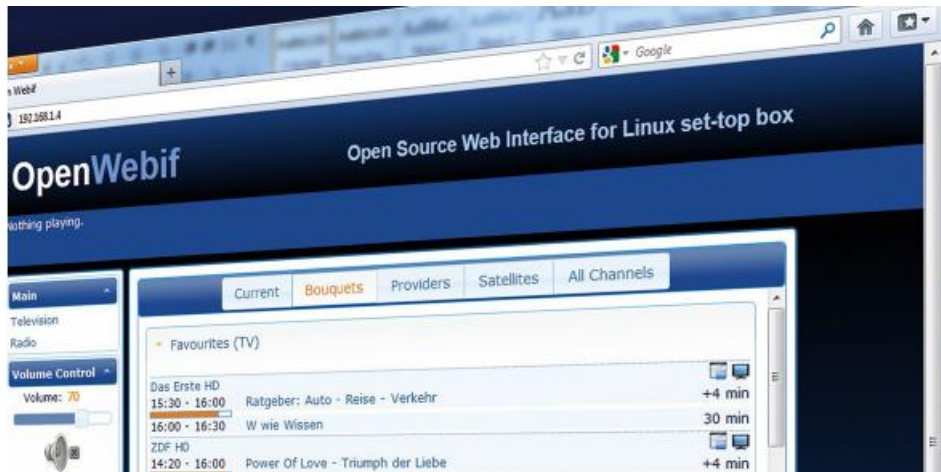 192.168.1.4
Google
OpenWebif
Open Source Web Interface for Linux set-top box
Nothing playing.
Main
Television
Radio
Volume Control
Volume: 70
Current Bouquets Providers Satellites All Channels
Favourites (TV)
Das Erste HD
15:30 - 16:00 Ratgeber: Auto - Reise - Verkehr +4 min
16:00 - 16:30 W wie Wissen 30 min
ZDF HD
14:20 - 16:00 Power Of Love - Triumph der Liebe +4 min